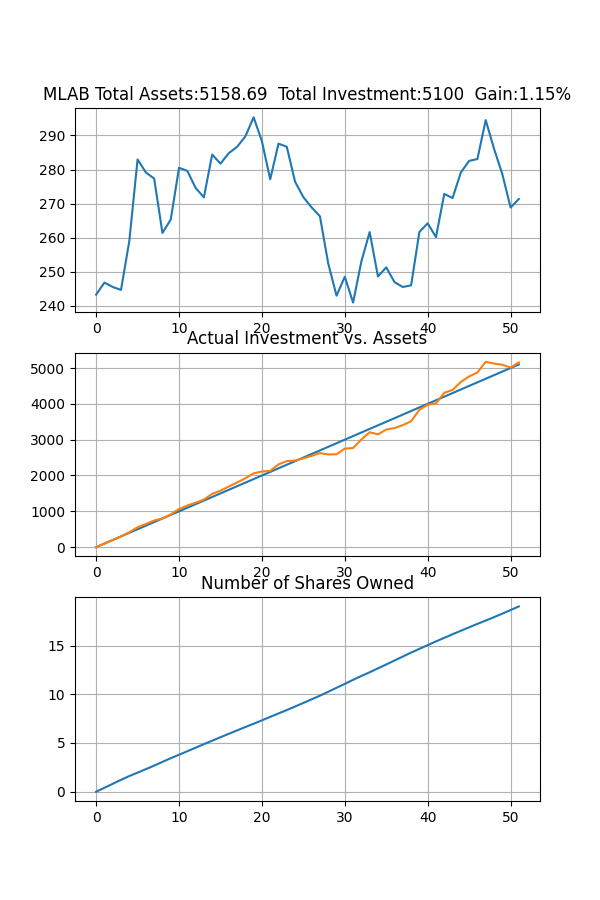 MLAB Total Assets:5158.69  Total Investment:5100  Gain:1.15%
290
280
270
260
250
240
0 10 20 30 40 50
Actual Investment vs. Assets
5000
4000
3000
2000
1000
0
0 10 20 30 40 50
Number of Shares Owned
15
10
5
0
0 10 20 30 40 50